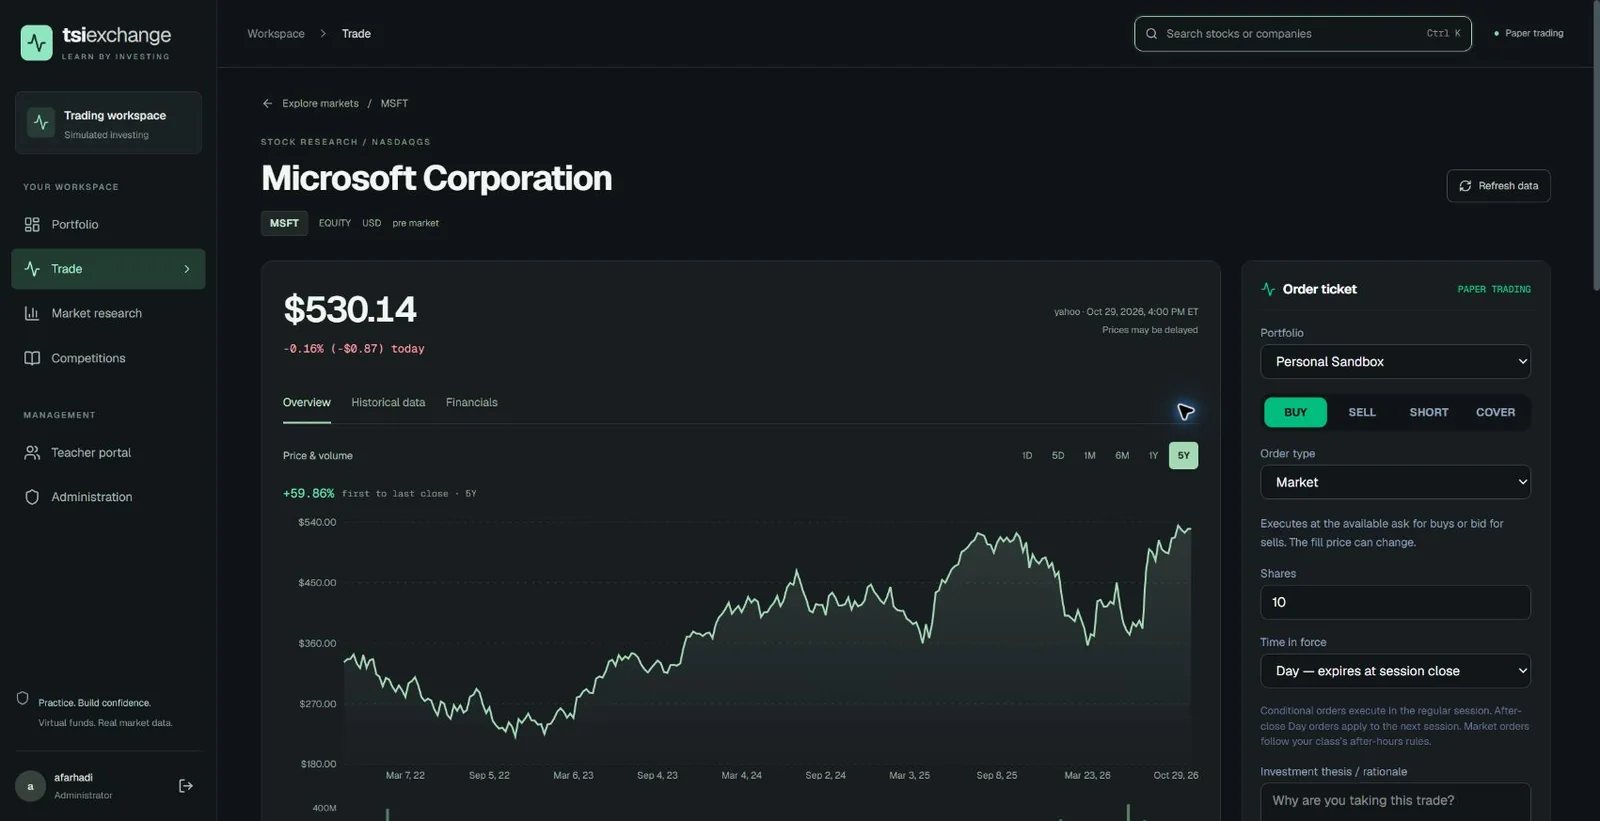 tsiexchange
LEARN BY INVESTING
Workspace > Trade
Search stocks or companies
Ctrl K
Paper trading
Trading workspace
Simulated investing
YOUR WORKSPACE
Portfolio
Trade
Market research
Competitions
MANAGEMENT
Teacher portal
Administration
Practice. Build confidence.
Virtual funds. Real market data.
a
afarhadi
Administrator
Explore markets / MSFT
STOCK RESEARCH / NASDAQGS
Microsoft Corporation
Refresh data
MSFT EQUITY USD pre market
$530.14
-0.16% (-$0.87) today
yahoo · Oct 29, 2026, 4:00 PM ET
Prices may be delayed
Overview Historical data Financials
Price & volume
1D 5D 1M 6M 1Y 5Y
+59.86% first to last close · 5Y
$540.00
$450.00
$360.00
$270.00
$180.00
Mar 7, 22 Sep 5, 22 Mar 6, 23 Sep 4, 23 Mar 4, 24 Sep 2, 24 Mar 3, 25 Sep 8, 25 Mar 23, 26 Oct 29, 26
400M
Order ticket
PAPER TRADING
Portfolio
Personal Sandbox
BUY SELL SHORT COVER
Order type
Market
Executes at the available ask for buys or bid for
sells. The fill price can change.
Shares
10
Time in force
Day — expires at session close
Conditional orders execute in the regular session. After-
close Day orders apply to the next session. Market orders
follow your class's after-hours rules.
Investment thesis / rationale
Why are you taking this trade?